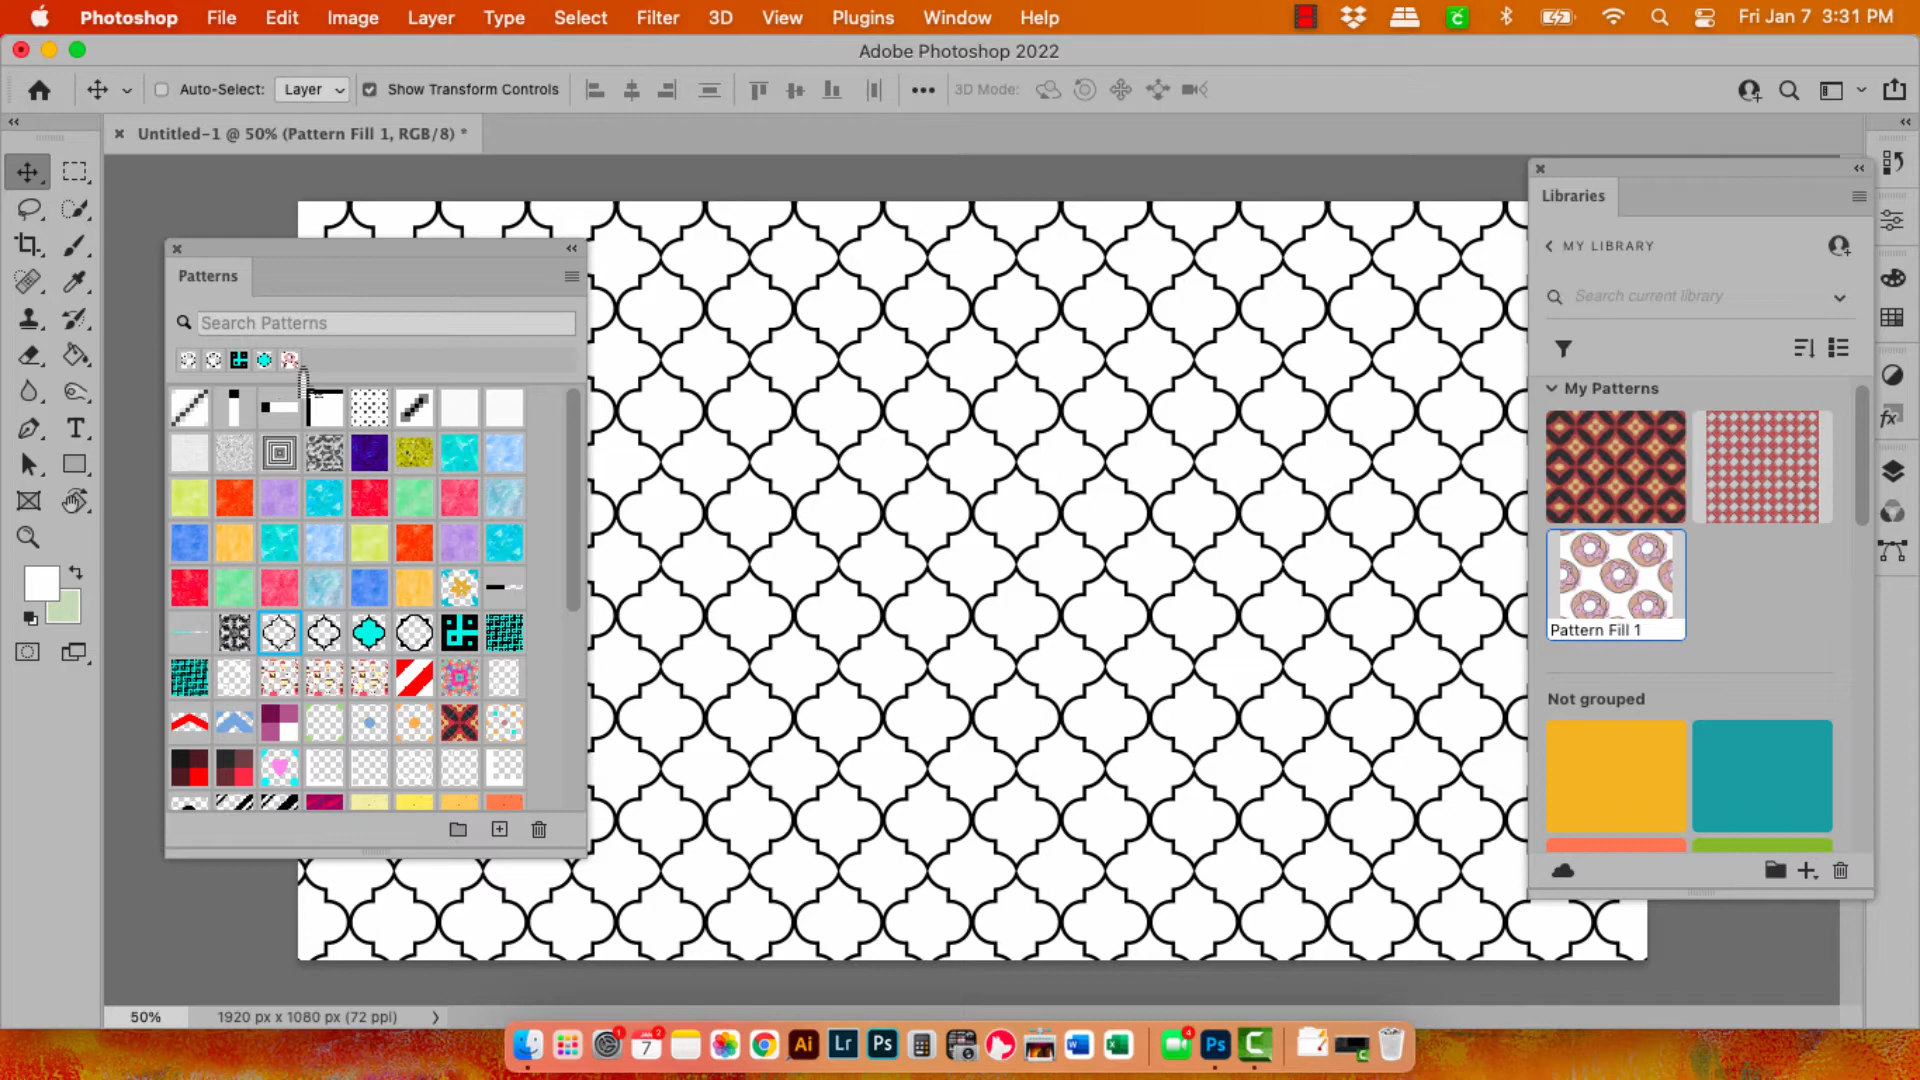 Photoshop File Edit Image Layer Type Select Filter 3D View Plugins Window Help Fri Jan 7 3:31 PM
Adobe Photoshop 2022
Auto-Select: Layer Show Transform Controls 3D Mode:
Untitled-1 @ 50% (Pattern Fill 1, RGB/8) *
Libraries
MY LIBRARY
Search current library
Patterns
Search Patterns
My Patterns
Pattern Fill 1
Not grouped
50% 1920 px x 1080 px (72 ppi)
JAN
7
Ai Lr Ps Ps